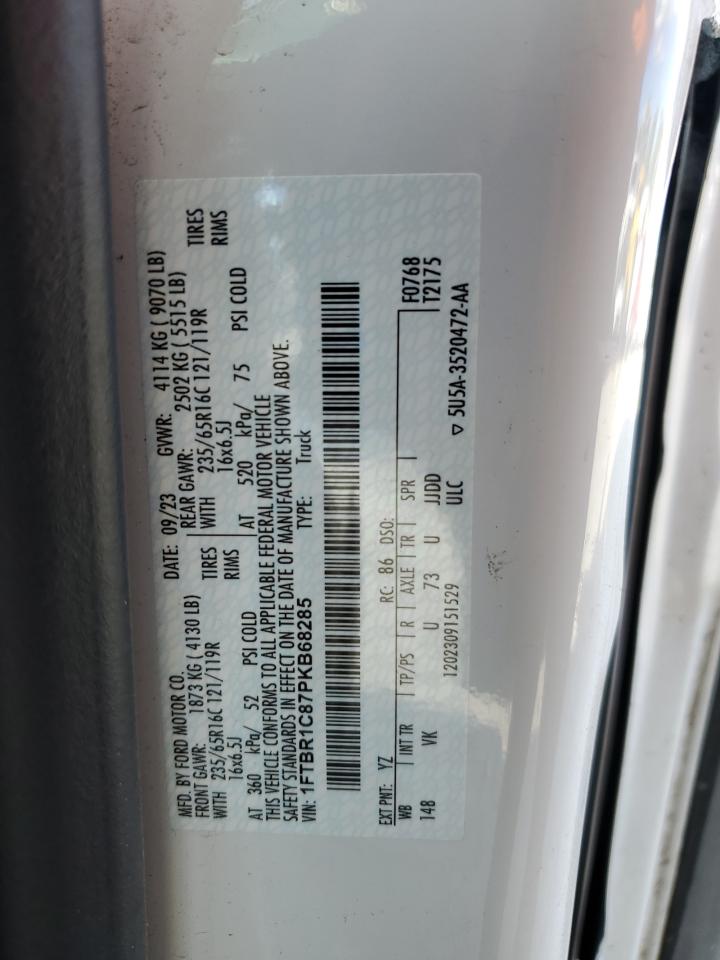 MFD. BY FORD MOTOR CO.
DATE: 09/23 GVWR: 4114 KG ( 9070 LB)
FRONT GAWR: 1873 KG ( 4130 LB)
REAR GAWR: 2502 KG ( 5515 LB)
WITH 235/65R16C 121/119R TIRES
WITH 235/65R16C 121/119R TIRES
16x6.5J RIMS
16x6.5J RIMS
AT 360 kPa/ 52 PSI COLD
AT 520 kPa/ 75 PSI COLD
THIS VEHICLE CONFORMS TO ALL APPLICABLE FEDERAL MOTOR VEHICLE
SAFETY STANDARDS IN EFFECT ON THE DATE OF MANUFACTURE SHOWN ABOVE.
VIN: 1FTBR1C87PKB68285 TYPE: Truck
EXT PNT: YZ RC: 86 DSO: F0768
WB INT TR TP/PS R AXLE TR SPR T2175
148 VK U 73 U JJDD
1202309151529 ULC ▽ 5U5A-3520472-AA